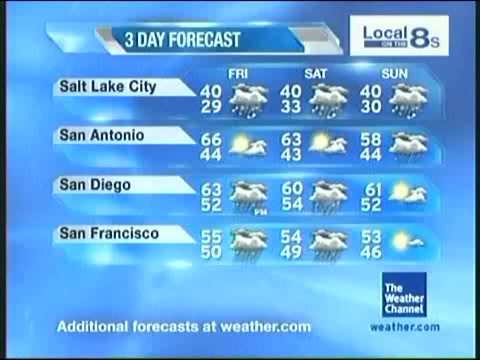 3 DAY FORECAST
Local
ON THE 8s
FRI SAT SUN
Salt Lake City 40 40 40
29 33 30
San Antonio 66 63 58
44 43 44
San Diego 63 60 61
52 PM 54 52
San Francisco 55 54 53
50 49 46
The
Weather
Channel
Additional forecasts at weather.com
weather.com